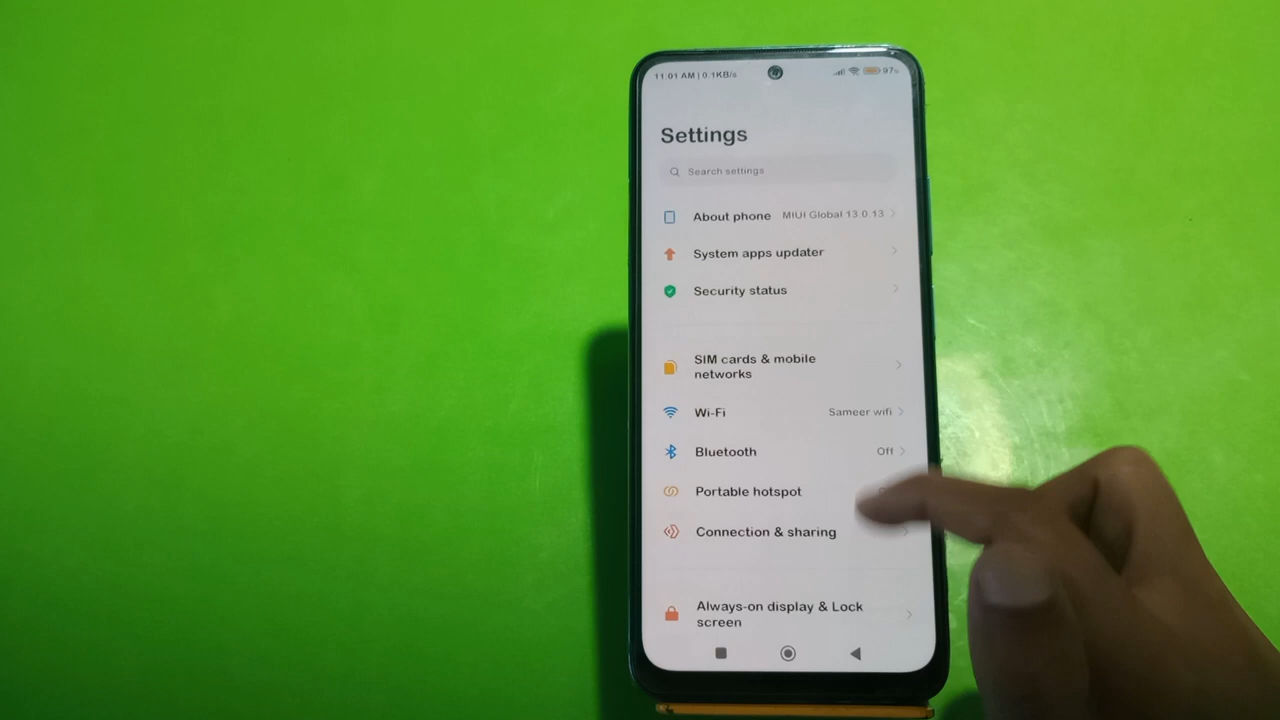 11:01 AM | 0.1KB/s
97%
Settings
Search settings
About phone MIUI Global 13.0.13
System apps updater
Security status
SIM cards & mobile
networks
Wi-Fi Sameer wifi
Bluetooth Off
Portable hotspot
Connection & sharing
Always-on display & Lock
screen